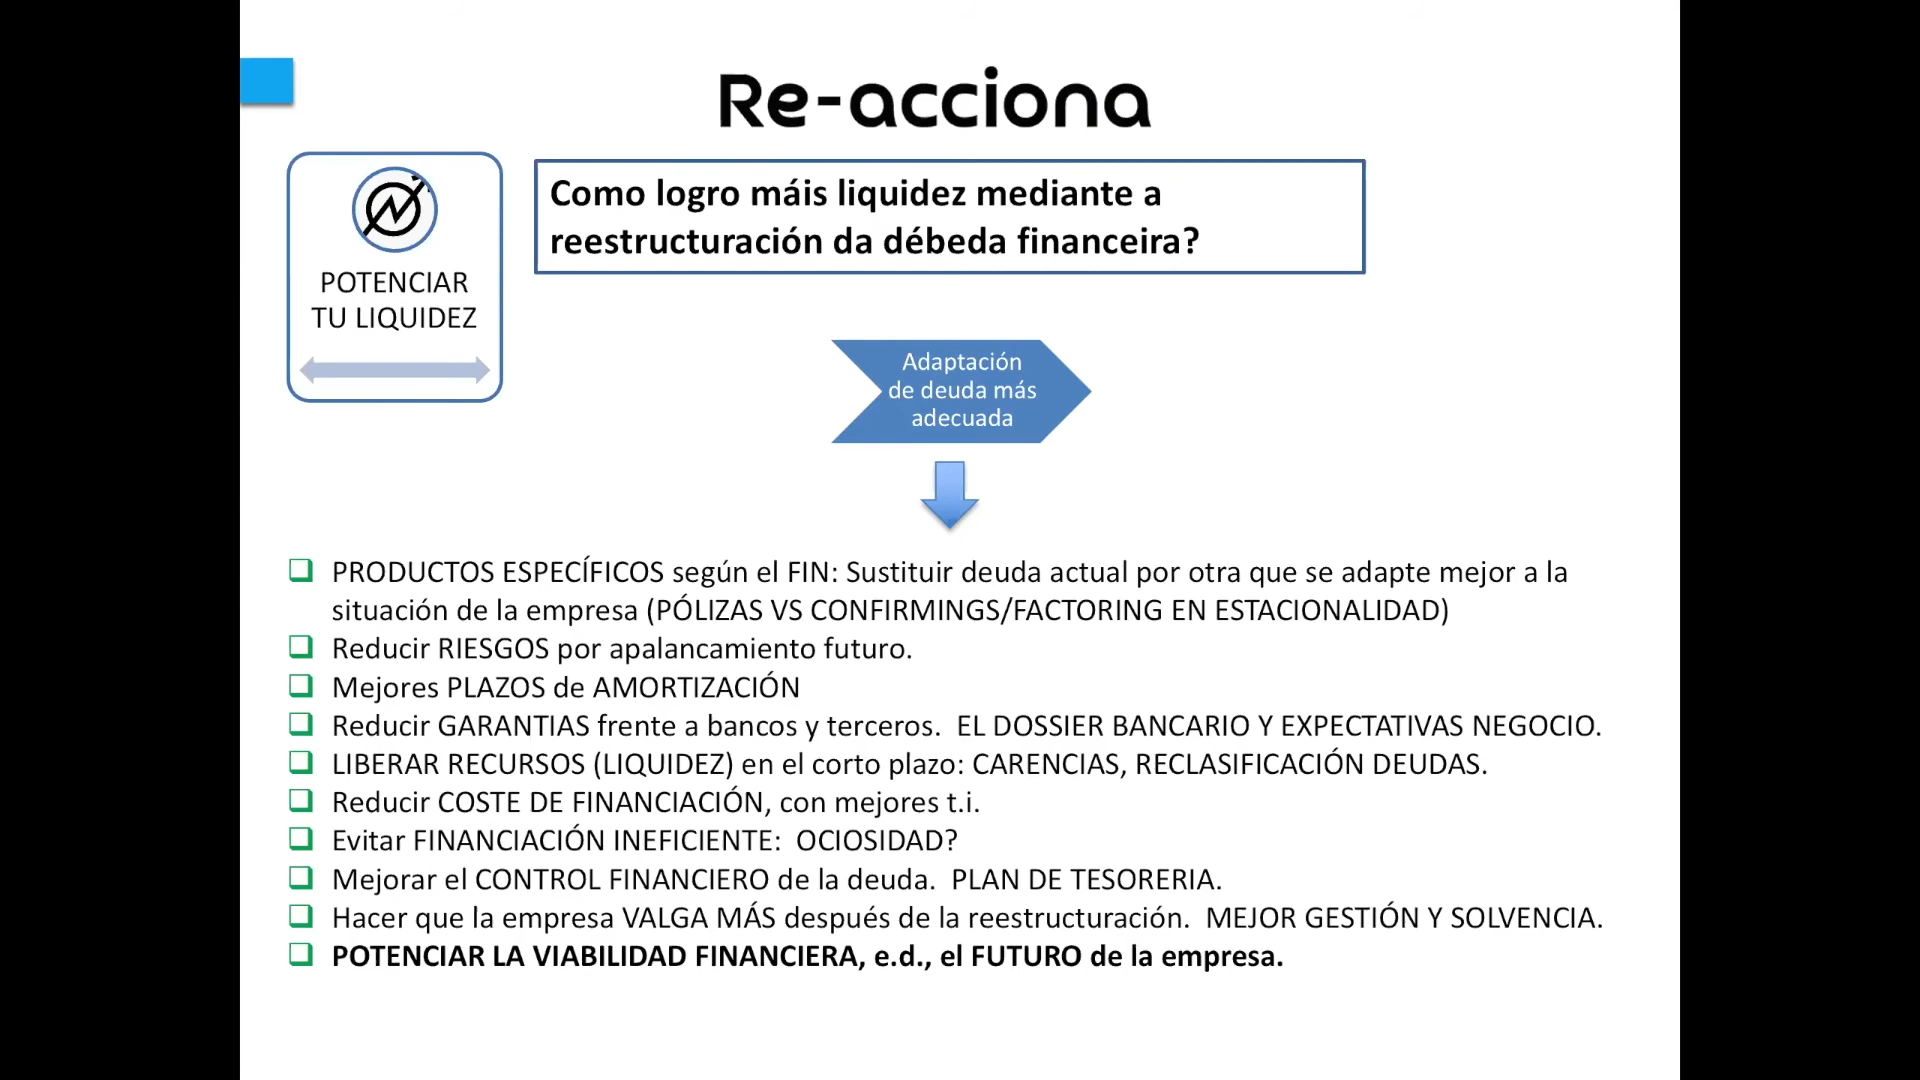 Re-acciona
POTENCIAR
TU LIQUIDEZ
Como logro máis liquidez mediante a
reestructuración da débeda financeira?
Adaptación
de deuda más
adecuada
PRODUCTOS ESPECÍFICOS según el FIN: Sustituir deuda actual por otra que se adapte mejor a la
situación de la empresa (PÓLIZAS VS CONFIRMINGS/FACTORING EN ESTACIONALIDAD)
Reducir RIESGOS por apalancamiento futuro.
Mejores PLAZOS de AMORTIZACIÓN
Reducir GARANTIAS frente a bancos y terceros.  EL DOSSIER BANCARIO Y EXPECTATIVAS NEGOCIO.
LIBERAR RECURSOS (LIQUIDEZ) en el corto plazo: CARENCIAS, RECLASIFICACIÓN DEUDAS.
Reducir COSTE DE FINANCIACIÓN, con mejores t.i.
Evitar FINANCIACIÓN INEFICIENTE:  OCIOSIDAD?
Mejorar el CONTROL FINANCIERO de la deuda.  PLAN DE TESORERIA.
Hacer que la empresa VALGA MÁS después de la reestructuración.  MEJOR GESTIÓN Y SOLVENCIA.
POTENCIAR LA VIABILIDAD FINANCIERA, e.d., el FUTURO de la empresa.